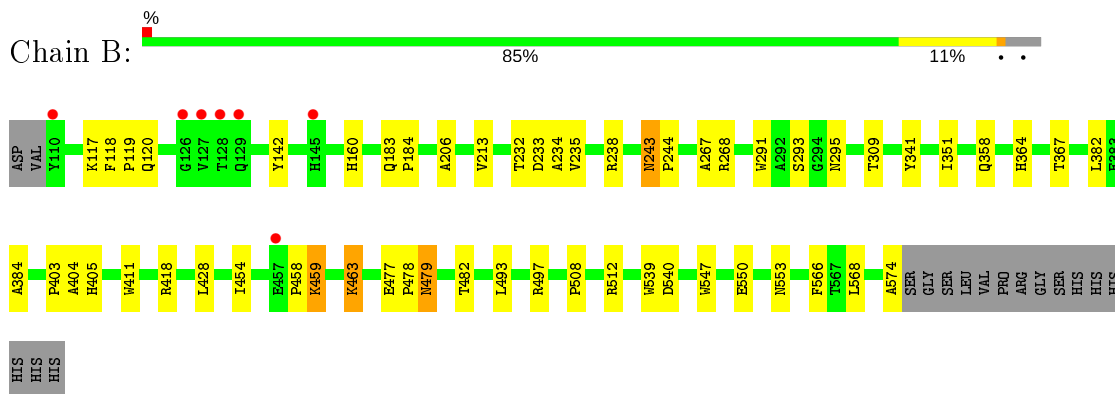 %
Chain B:
85% 11% • •
ASP VAL Y110 K117 F118 P119 Q120 G126 V127 T128 Q129 Y142 H145 H160 Q183 P184 A206 V213 T232 D233 A234 V235 R238 N243 P244 A267 R268 W291 A292 S293 G294 N295 T309 Y341 I351 Q358 H364 T367 L382 E383
A384 P403 A404 H405 W411 R418 L428 I454 E457 P458 K459 K463 E477 P478 N479 T482 L493 R497 P508 R512 W539 D540 W547 E550 N553 F566 T567 L568 A574 SER GLY SER LEU VAL PRO ARG GLY SER HIS HIS HIS
HIS HIS HIS